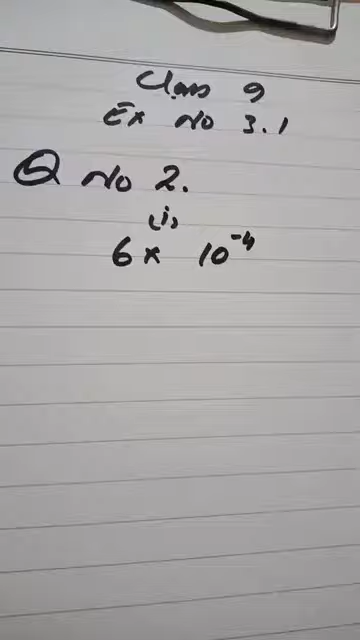 Class 9
Ex No 3.1
Q No 2.
(i)
6 × 10⁻⁴